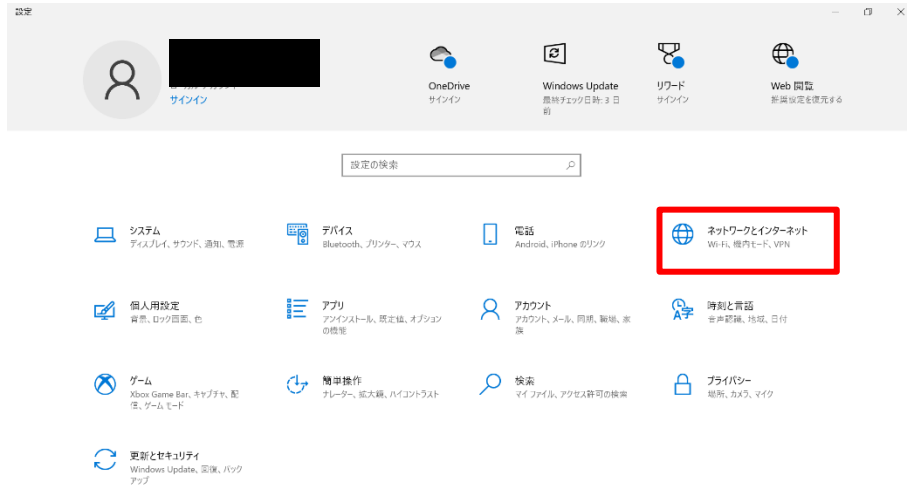 設定
サインイン
OneDrive
サインイン
Windows Update
最終チェック日時: 3 日
前
リワード
サインイン
Web 閲覧
推奨設定を復元する
設定の検索
システム
ディスプレイ、サウンド、通知、電源
デバイス
Bluetooth、プリンター、マウス
電話
Android、iPhone のリンク
ネットワークとインターネット
Wi-Fi、機内モード、VPN
個人用設定
背景、ロック画面、色
アプリ
アンインストール、既定値、オプション
の機能
アカウント
アカウント、メール、同期、職場、家
族
時刻と言語
音声認識、地域、日付
ゲーム
Xbox Game Bar、キャプチャ、配
信、ゲーム モード
簡単操作
ナレーター、拡大鏡、ハイコントラスト
検索
マイ ファイル、アクセス許可の検索
プライバシー
場所、カメラ、マイク
更新とセキュリティ
Windows Update、回復、バック
アップ